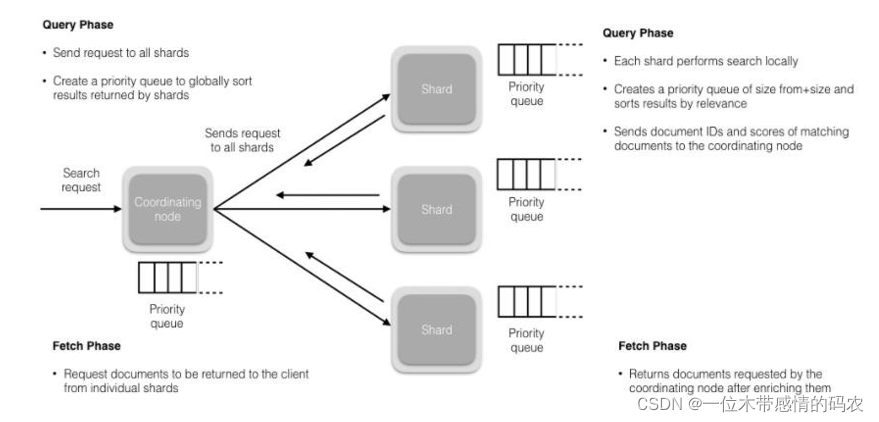 Query Phase
• Send request to all shards
• Create a priority queue to globally sort
results returned by shards
Search
request
Coordinating
node
Priority
queue
Sends request
to all shards
Shard
Priority
queue
Shard
Priority
queue
Shard
Priority
queue
Query Phase
• Each shard performs search locally
• Creates a priority queue of size from+size and
sorts results by relevance
• Sends document IDs and scores of matching
documents to the coordinating node
Fetch Phase
• Request documents to be returned to the client
from individual shards
Fetch Phase
• Returns documents requested by the
coordinating node after enriching them
CSDN @一位木带感情的码农